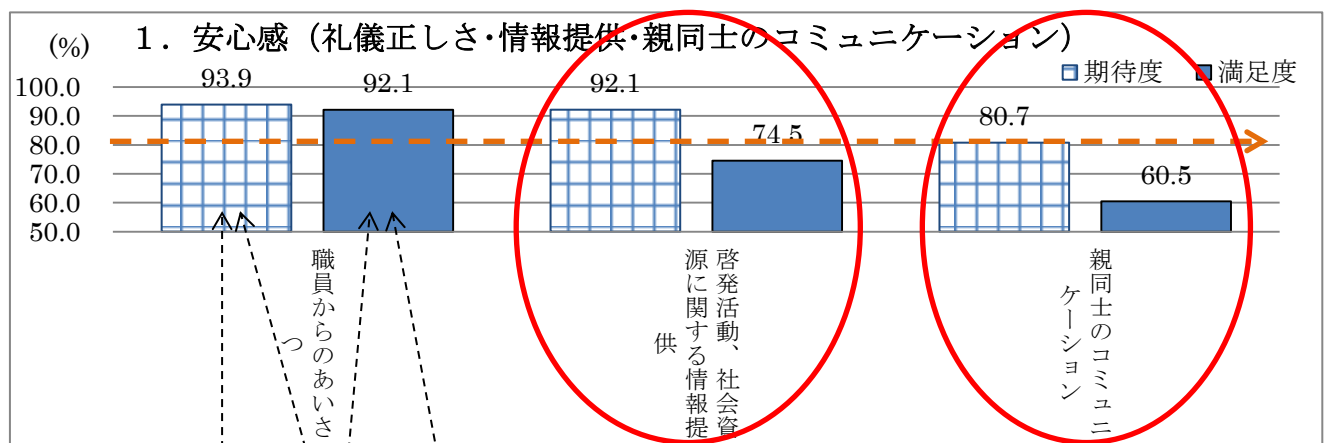 1．安心感（礼儀正しさ・情報提供・親同士のコミュニケーション）
(%)
期待度 満足度
100.0
90.0
80.0
70.0
60.0
50.0
93.9
92.1
92.1
74.5
80.7
60.5
職員からのあいさ
つ
啓発活動、社会資
源に関する情報提
供
親同士のコミュニ
ケーション